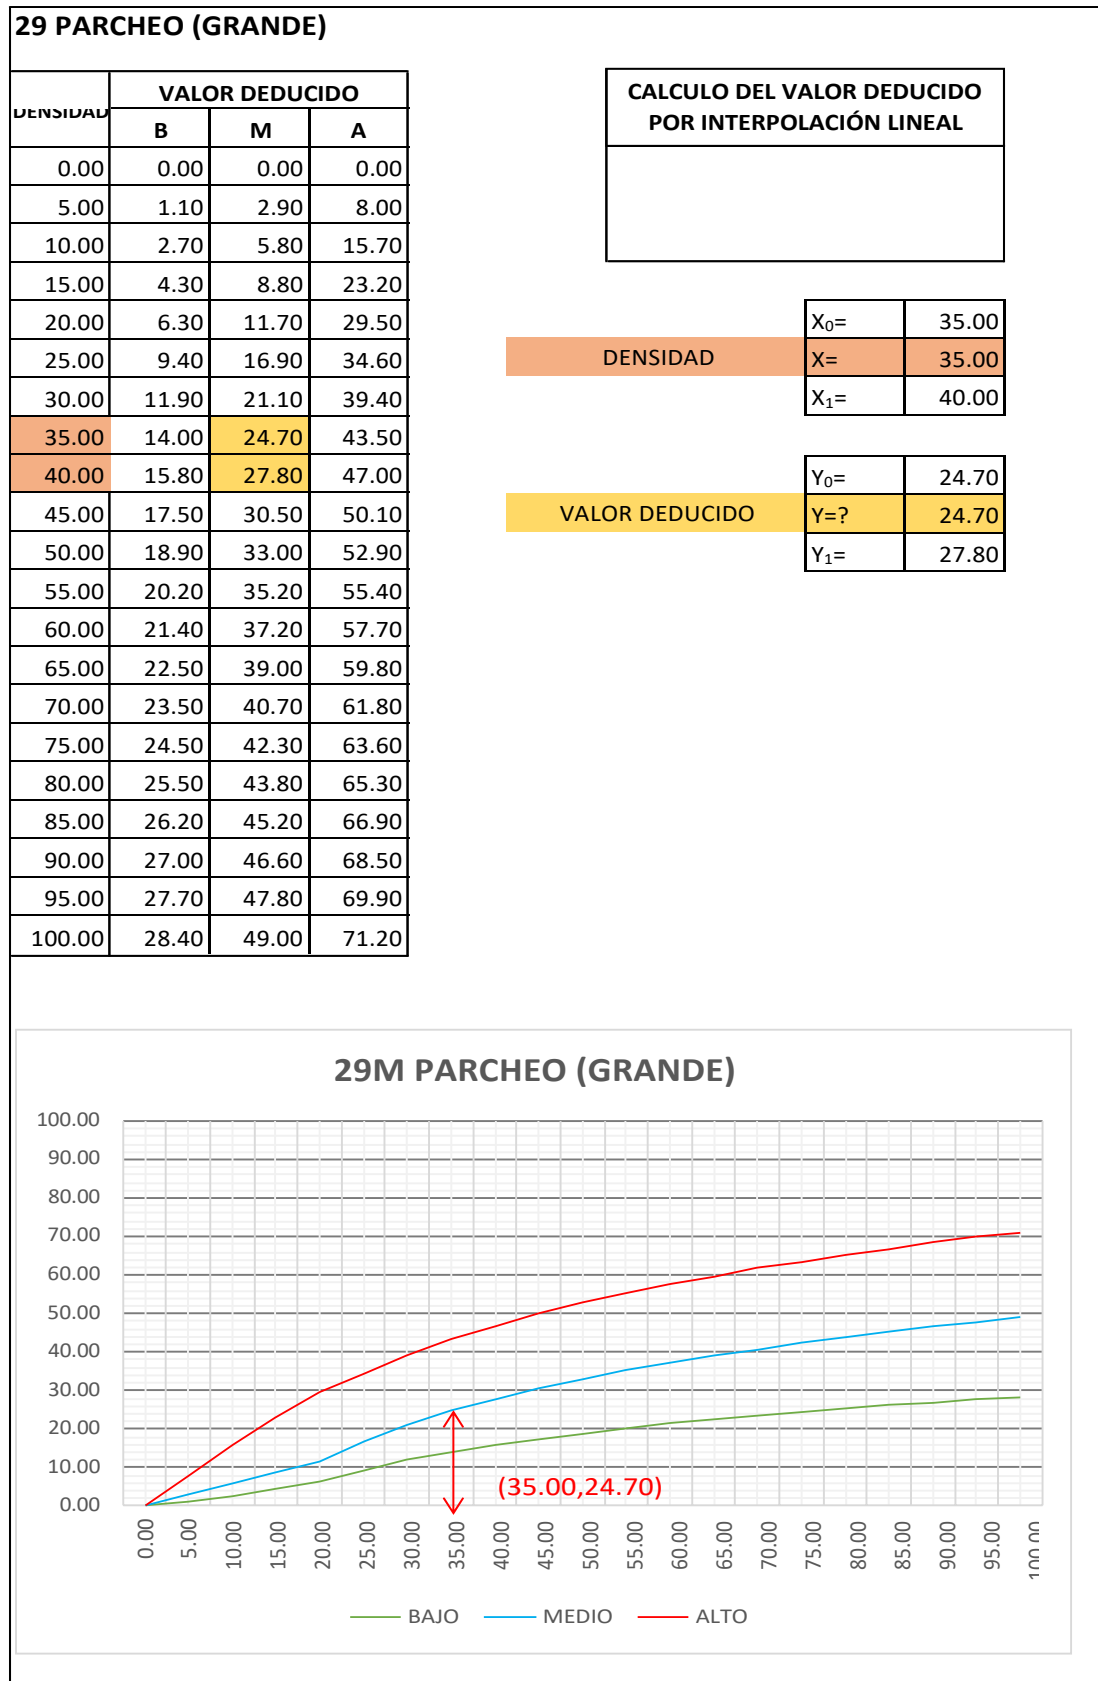 29 PARCHEO (GRANDE)
DENSIDAD VALOR DEDUCIDO
B M A
0.00 0.00 0.00 0.00
5.00 1.10 2.90 8.00
10.00 2.70 5.80 15.70
15.00 4.30 8.80 23.20
20.00 6.30 11.70 29.50
25.00 9.40 16.90 34.60
30.00 11.90 21.10 39.40
35.00 14.00 24.70 43.50
40.00 15.80 27.80 47.00
45.00 17.50 30.50 50.10
50.00 18.90 33.00 52.90
55.00 20.20 35.20 55.40
60.00 21.40 37.20 57.70
65.00 22.50 39.00 59.80
70.00 23.50 40.70 61.80
75.00 24.50 42.30 63.60
80.00 25.50 43.80 65.30
85.00 26.20 45.20 66.90
90.00 27.00 46.60 68.50
95.00 27.70 47.80 69.90
100.00 28.40 49.00 71.20
CALCULO DEL VALOR DEDUCIDO
POR INTERPOLACIÓN LINEAL
X₀= 35.00
DENSIDAD X= 35.00
X₁= 40.00
Y₀= 24.70
VALOR DEDUCIDO Y=? 24.70
Y₁= 27.80
29M PARCHEO (GRANDE)
100.00
90.00
80.00
70.00
60.00
50.00
40.00
30.00
20.00
10.00
0.00
(35.00,24.70)
0.00 5.00 10.00 15.00 20.00 25.00 30.00 35.00 40.00 45.00 50.00 55.00 60.00 65.00 70.00 75.00 80.00 85.00 90.00 95.00 100.00
BAJO MEDIO ALTO